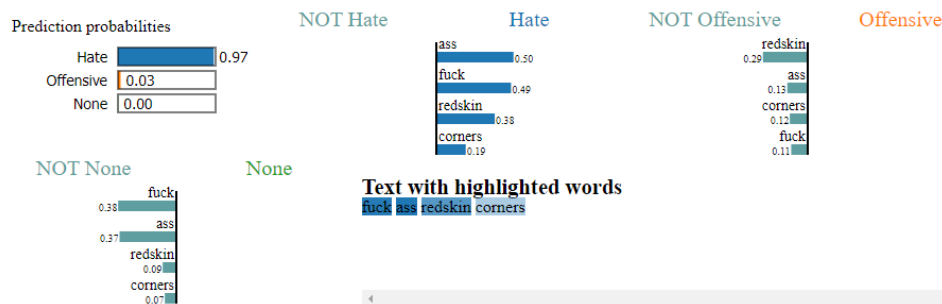 Prediction probabilities
Hate 0.97
Offensive 0.03
None 0.00
NOT Hate Hate
ass
0.50
fuck
0.49
redskin
0.38
corners
0.19
NOT Offensive Offensive
redskin
0.29
ass
0.13
corners
0.12
fuck
0.11
NOT None None
fuck
0.38
ass
0.37
redskin
0.09
corners
0.07
Text with highlighted words
fuck ass redskin corners